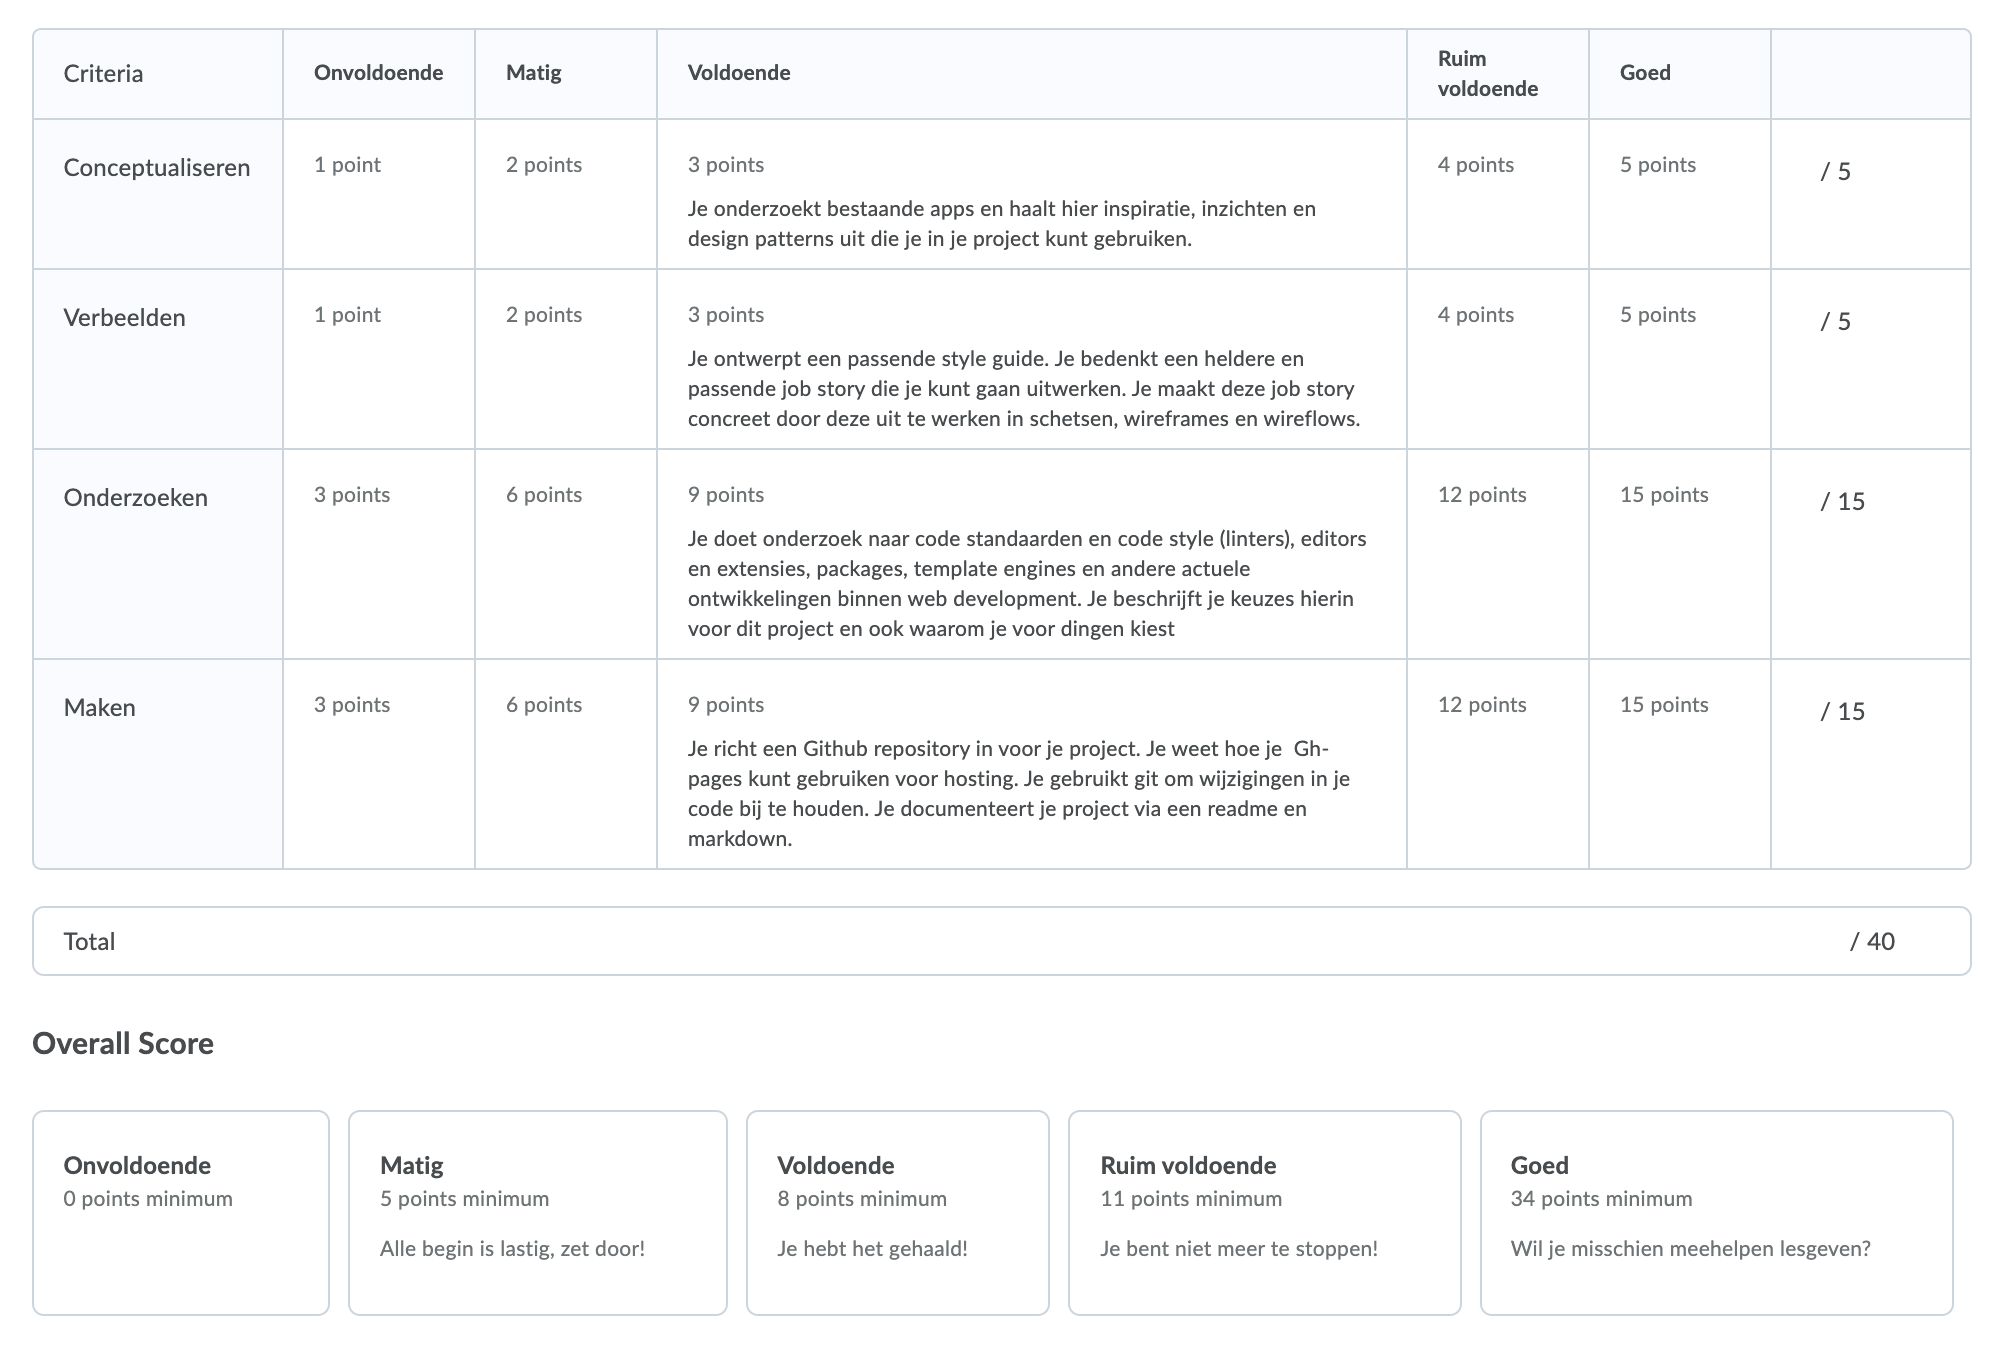 Criteria
Onvoldoende
Matig
Voldoende
Ruim
voldoende
Goed
Conceptualiseren
1 point
2 points
3 points
Je onderzoekt bestaande apps en haalt hier inspiratie, inzichten en
design patterns uit die je in je project kunt gebruiken.
4 points
5 points
/ 5
Verbeelden
1 point
2 points
3 points
Je ontwerpt een passende style guide. Je bedenkt een heldere en
passende job story die je kunt gaan uitwerken. Je maakt deze job story
concreet door deze uit te werken in schetsen, wireframes en wireflows.
4 points
5 points
/ 5
Onderzoeken
3 points
6 points
9 points
Je doet onderzoek naar code standaarden en code style (linters), editors
en extensies, packages, template engines en andere actuele
ontwikkelingen binnen web development. Je beschrijft je keuzes hierin
voor dit project en ook waarom je voor dingen kiest
12 points
15 points
/ 15
Maken
3 points
6 points
9 points
Je richt een Github repository in voor je project. Je weet hoe je  Gh-
pages kunt gebruiken voor hosting. Je gebruikt git om wijzigingen in je
code bij te houden. Je documenteert je project via een readme en
markdown.
12 points
15 points
/ 15
Total
/ 40
Overall Score
Onvoldoende
0 points minimum
Matig
5 points minimum
Alle begin is lastig, zet door!
Voldoende
8 points minimum
Je hebt het gehaald!
Ruim voldoende
11 points minimum
Je bent niet meer te stoppen!
Goed
34 points minimum
Wil je misschien meehelpen lesgeven?